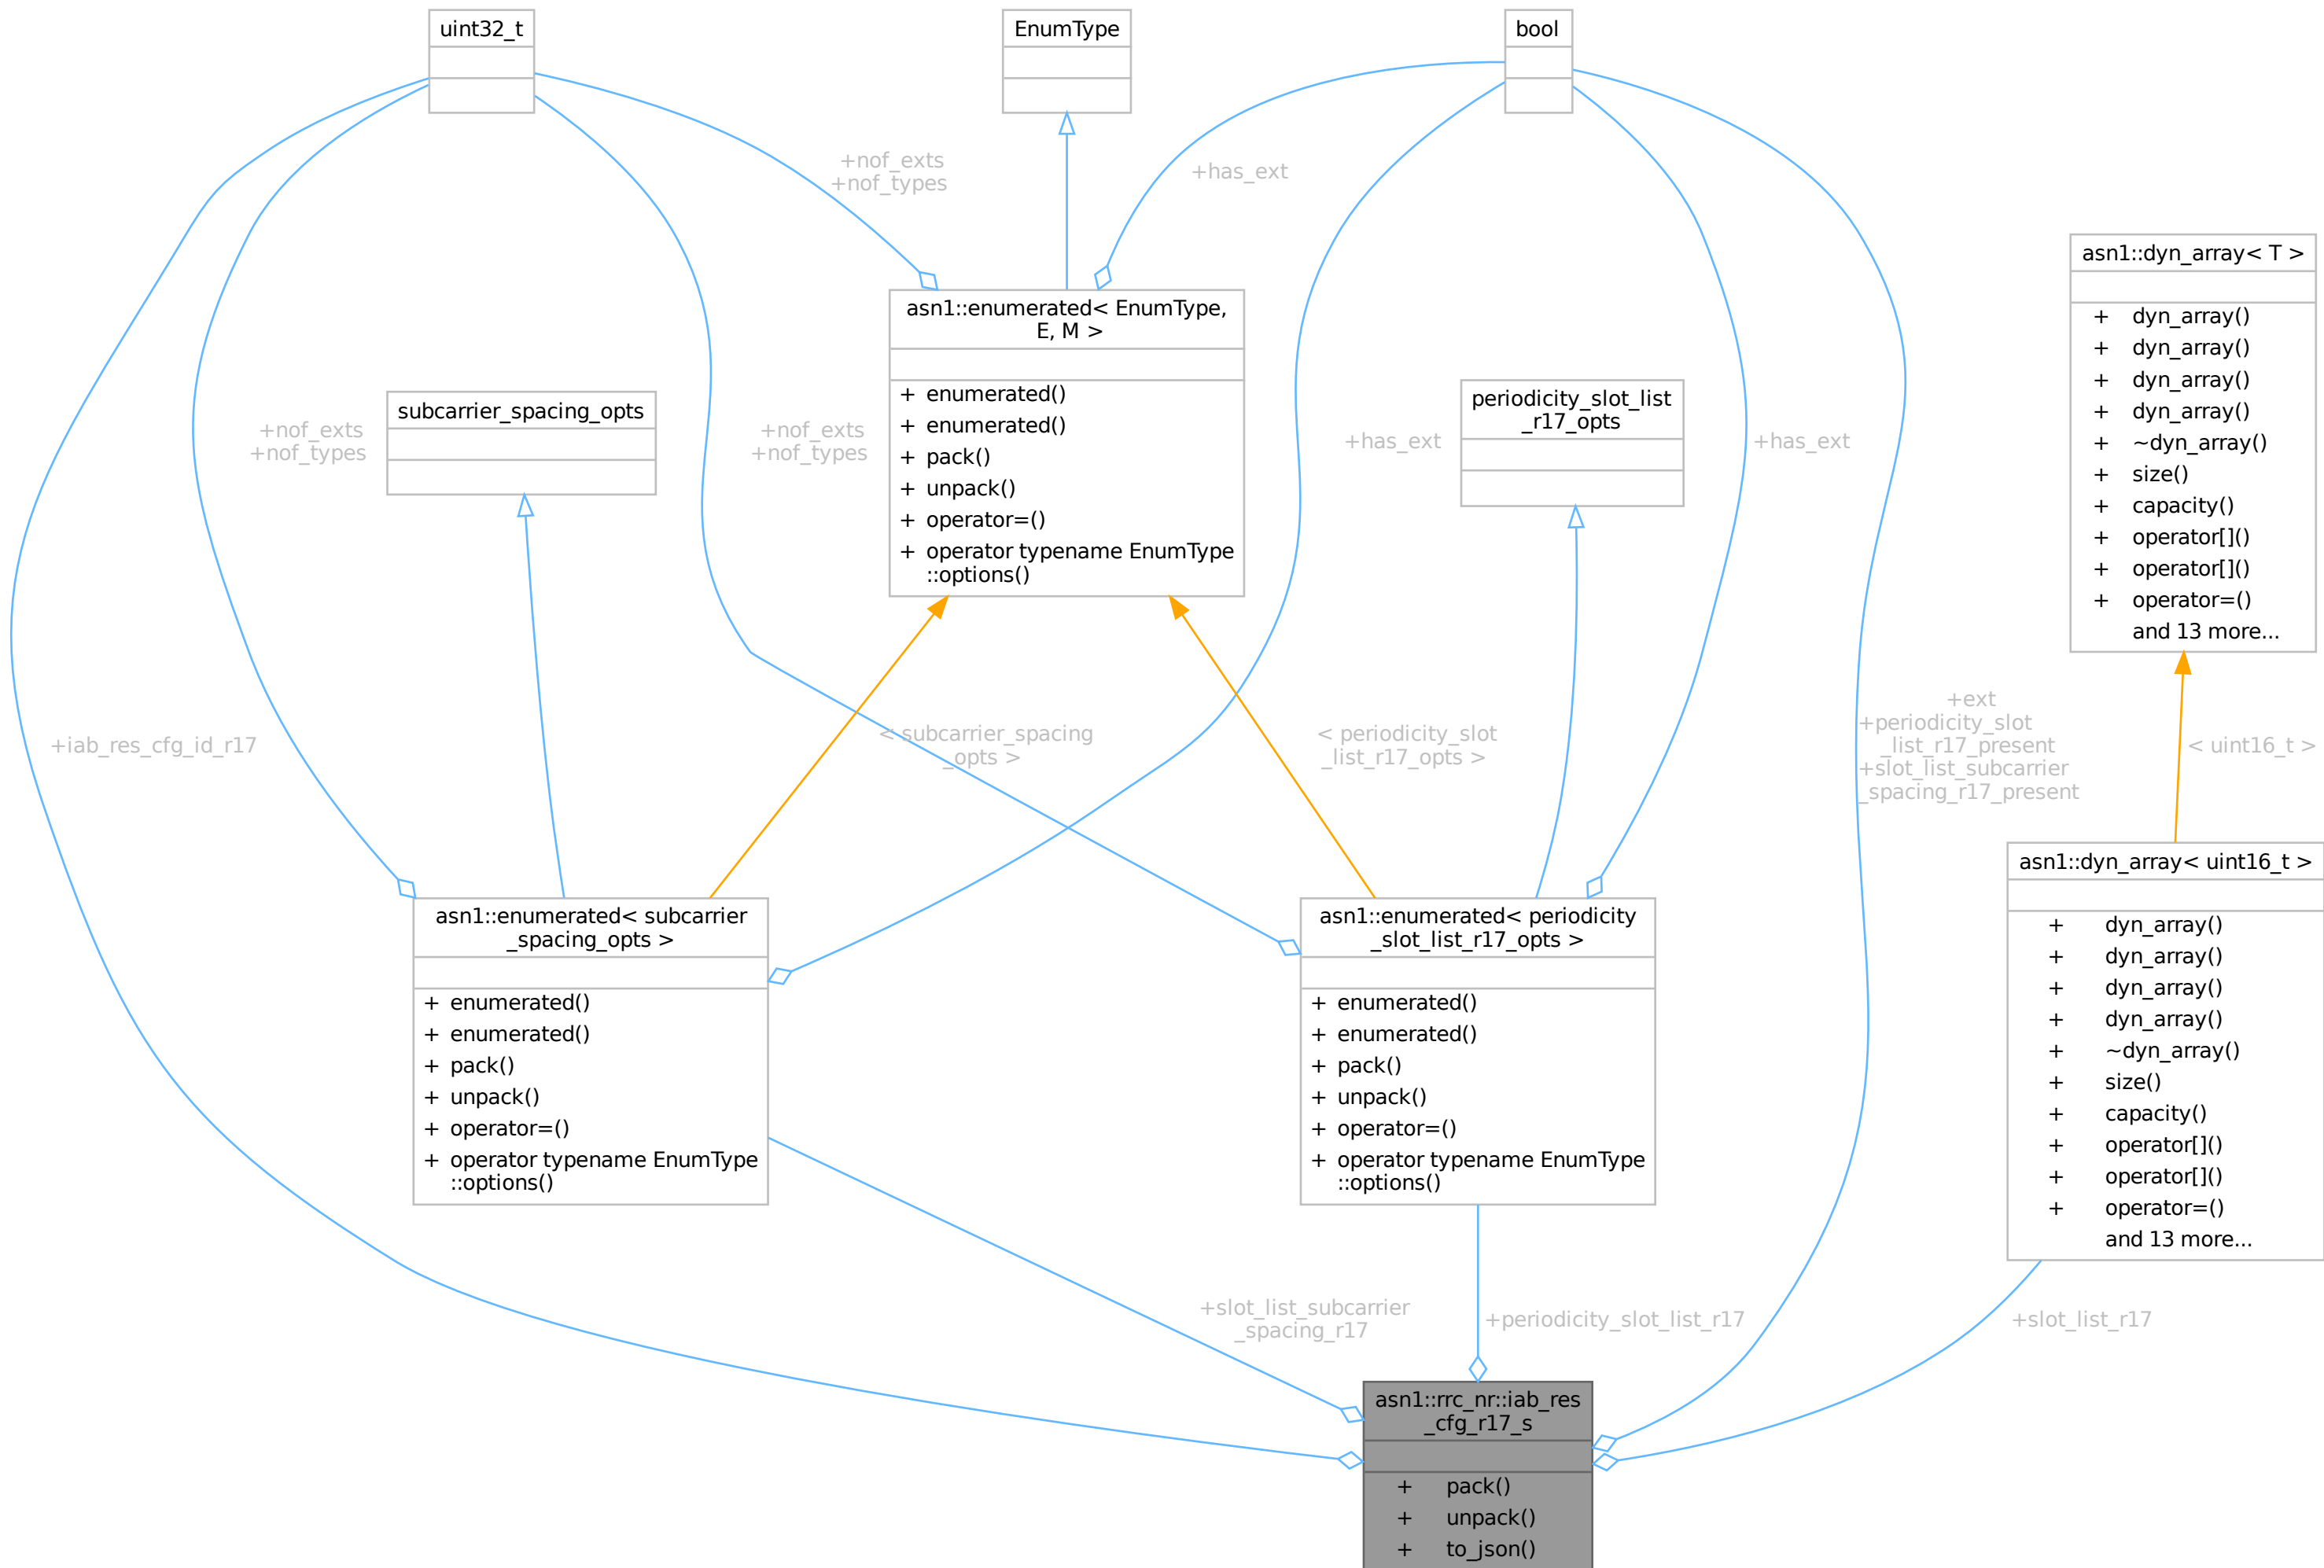 uint32_t
EnumType
bool
+nof_exts
+nof_types
+has_ext
asn1::dyn_array< T >
+ dyn_array()
+ dyn_array()
+ dyn_array()
+ dyn_array()
+ ~dyn_array()
+ size()
+ capacity()
+ operator[]()
+ operator[]()
+ operator=()
and 13 more...
asn1::enumerated< EnumType,
E, M >
+ enumerated()
+ enumerated()
+ pack()
+ unpack()
+ operator=()
+ operator typename EnumType
::options()
subcarrier_spacing_opts
periodicity_slot_list
_r17_opts
+nof_exts
+nof_types
+nof_exts
+nof_types
+has_ext
+has_ext
+iab_res_cfg_id_r17
< subcarrier_spacing
_opts >
< periodicity_slot
_list_r17_opts >
+ext
+periodicity_slot
_list_r17_present
+slot_list_subcarrier
_spacing_r17_present
< uint16_t >
asn1::enumerated< subcarrier
_spacing_opts >
+ enumerated()
+ enumerated()
+ pack()
+ unpack()
+ operator=()
+ operator typename EnumType
::options()
asn1::enumerated< periodicity
_slot_list_r17_opts >
+ enumerated()
+ enumerated()
+ pack()
+ unpack()
+ operator=()
+ operator typename EnumType
::options()
asn1::dyn_array< uint16_t >
+ dyn_array()
+ dyn_array()
+ dyn_array()
+ dyn_array()
+ ~dyn_array()
+ size()
+ capacity()
+ operator[]()
+ operator[]()
+ operator=()
and 13 more...
+slot_list_subcarrier
_spacing_r17
+periodicity_slot_list_r17
+slot_list_r17
asn1::rrc_nr::iab_res
_cfg_r17_s
+ pack()
+ unpack()
+ to_json()